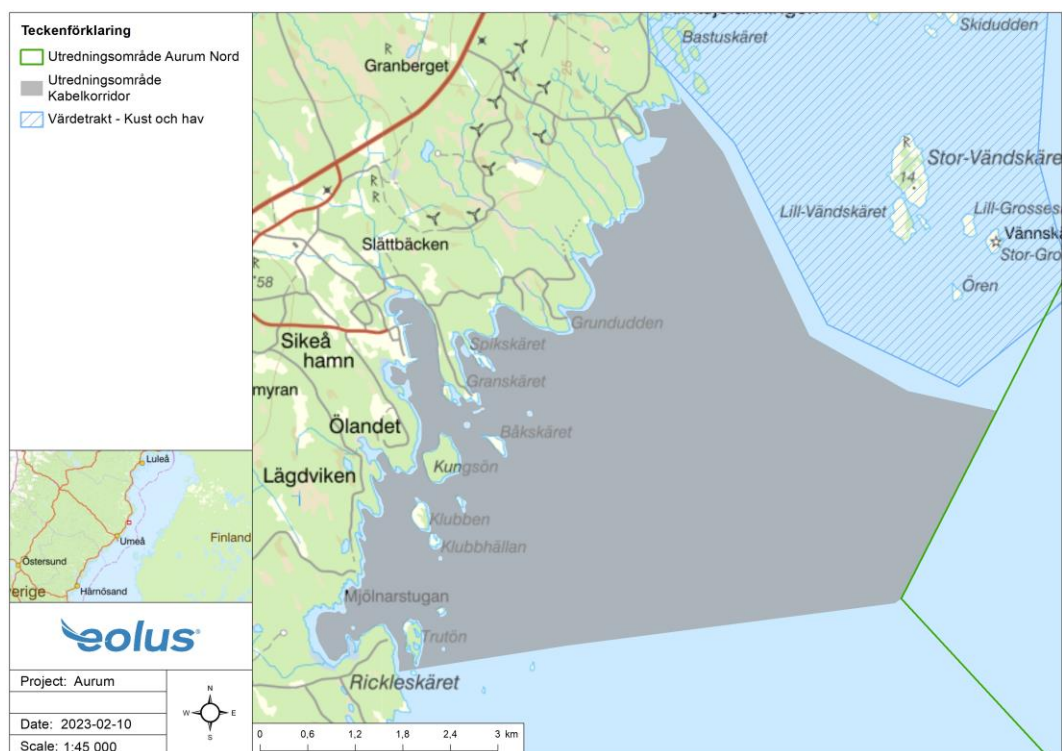 Teckenförklaring
Utredningsområde Aurum Nord
Utredningsområde
Kabelkorridor
Värdetrakt - Kust och hav
Bastuskäret
Skidudden
Granberget
25
R
R
Stor-Vändskäret
14
Lill-Vändskäret
Vännskä
Stor-Gro
Ören
R
R
Slättbäcken
R
58
Grundudden
Sikeå
hamn
Spikskäret
myran
Granskäret
Ölandet
Båkskäret
Lägdviken
Kungsön
Klubben
Klubbhällan
Mjölnarstugan
Trutön
Rickleskäret
Luleå
Umeå
Finland
Östersund
erige
Härnösand
eolus®
Project: Aurum
N
W
E
S
Date: 2023-02-10
Scale: 1:45 000
0 0,6 1,2 1,8 2,4 3 km